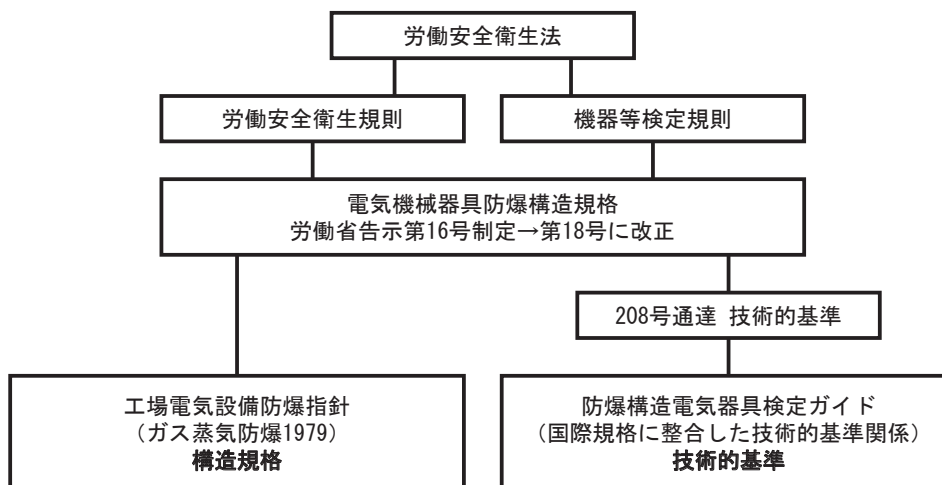 労働安全衛生法
労働安全衛生規則
機器等検定規則
電気機械器具防爆構造規格
労働省告示第16号制定→第18号に改正
208号通達 技術的基準
工場電気設備防爆指針
（ガス蒸気防爆1979）
構造規格
防爆構造電気器具検定ガイド
（国際規格に整合した技術的基準関係）
技術的基準